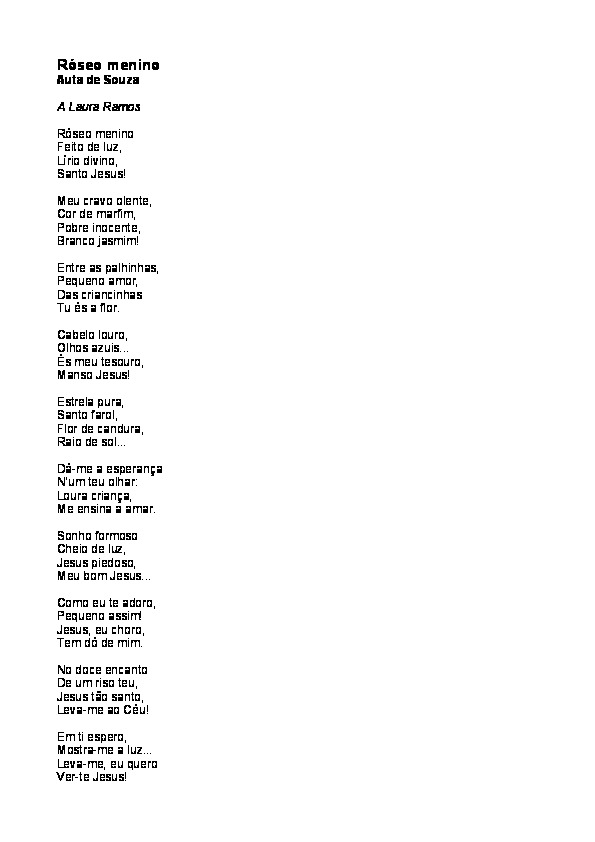 Róseo menino
Auta de Souza
A Laura Ramos
Róseo menino
Feito de luz,
Lírio divino,
Santo Jesus!
Meu cravo olente,
Cor de marfim,
Pobre inocente,
Branco jasmim!
Entre as palhinhas,
Pequeno amor,
Das criancinhas
Tu és a flor.
Cabelo louro,
Olhos azuis...
És meu tesouro,
Manso Jesus!
Estrela pura,
Santo farol,
Flor de candura,
Raio de sol...
Dá-me a esperança
N'um teu olhar:
Loura criança,
Me ensina a amar.
Sonho formoso
Cheio de luz,
Jesus piedoso,
Meu bom Jesus...
Como eu te adoro,
Pequeno assim!
Jesus, eu choro,
Tem dó de mim.
No doce encanto
De um riso teu,
Jesus tão santo,
Leva-me ao Céu!
Em ti espero,
Mostra-me a luz...
Leva-me, eu quero
Ver-te Jesus!